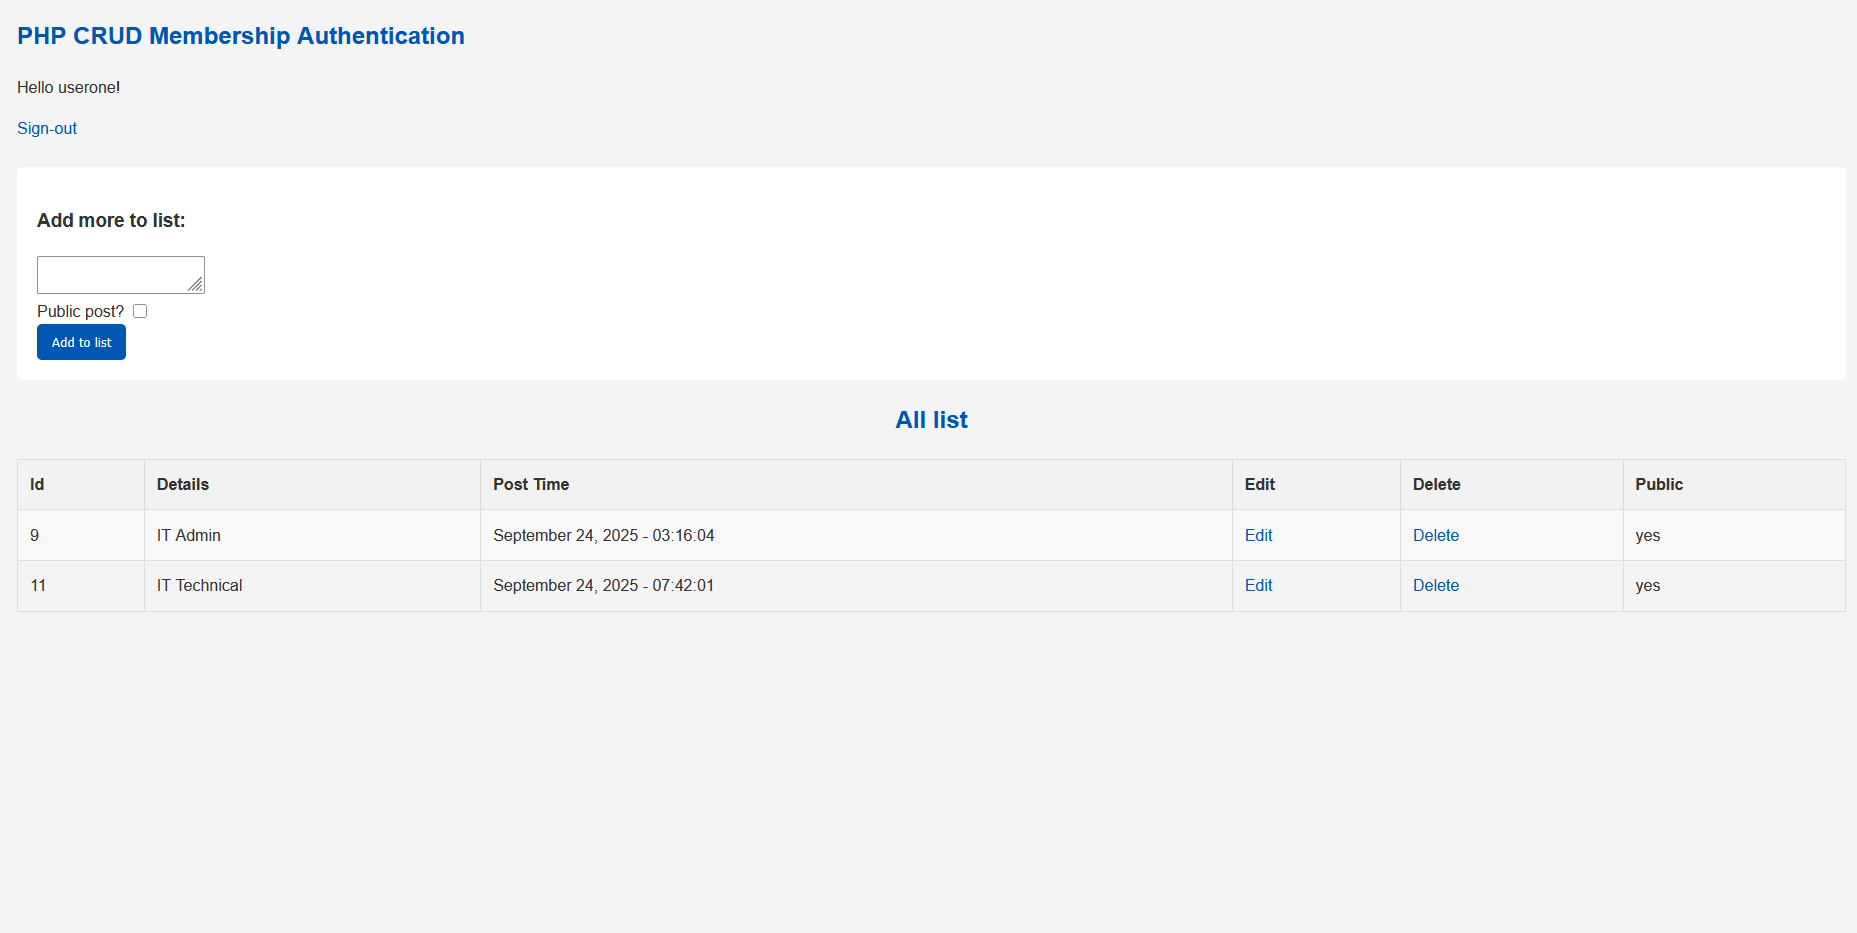 PHP CRUD Membership Authentication
Hello userone!
Sign-out
Add more to list:
Public post?
Add to list
All list
Id Details Post Time Edit Delete Public
9 IT Admin September 24, 2025 - 03:16:04 Edit Delete yes
11 IT Technical September 24, 2025 - 07:42:01 Edit Delete yes